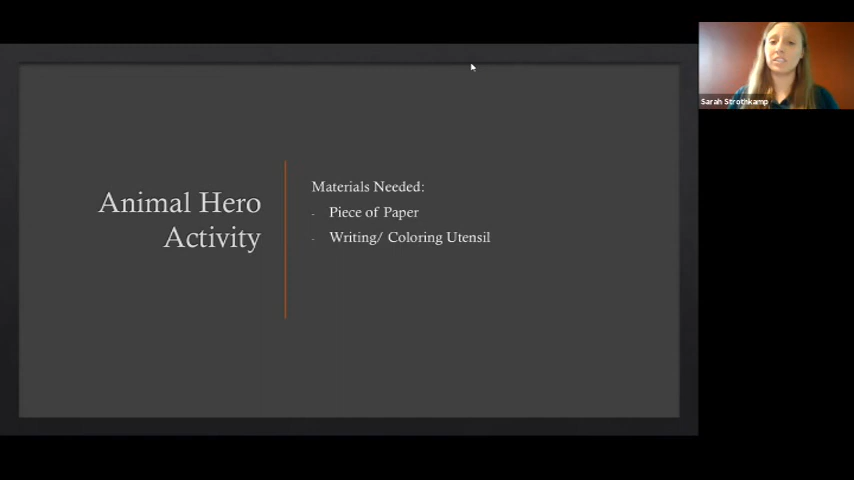 Animal Hero
Activity
Materials Needed:
- Piece of Paper
- Writing/ Coloring Utensil
Sarah Strothkamp